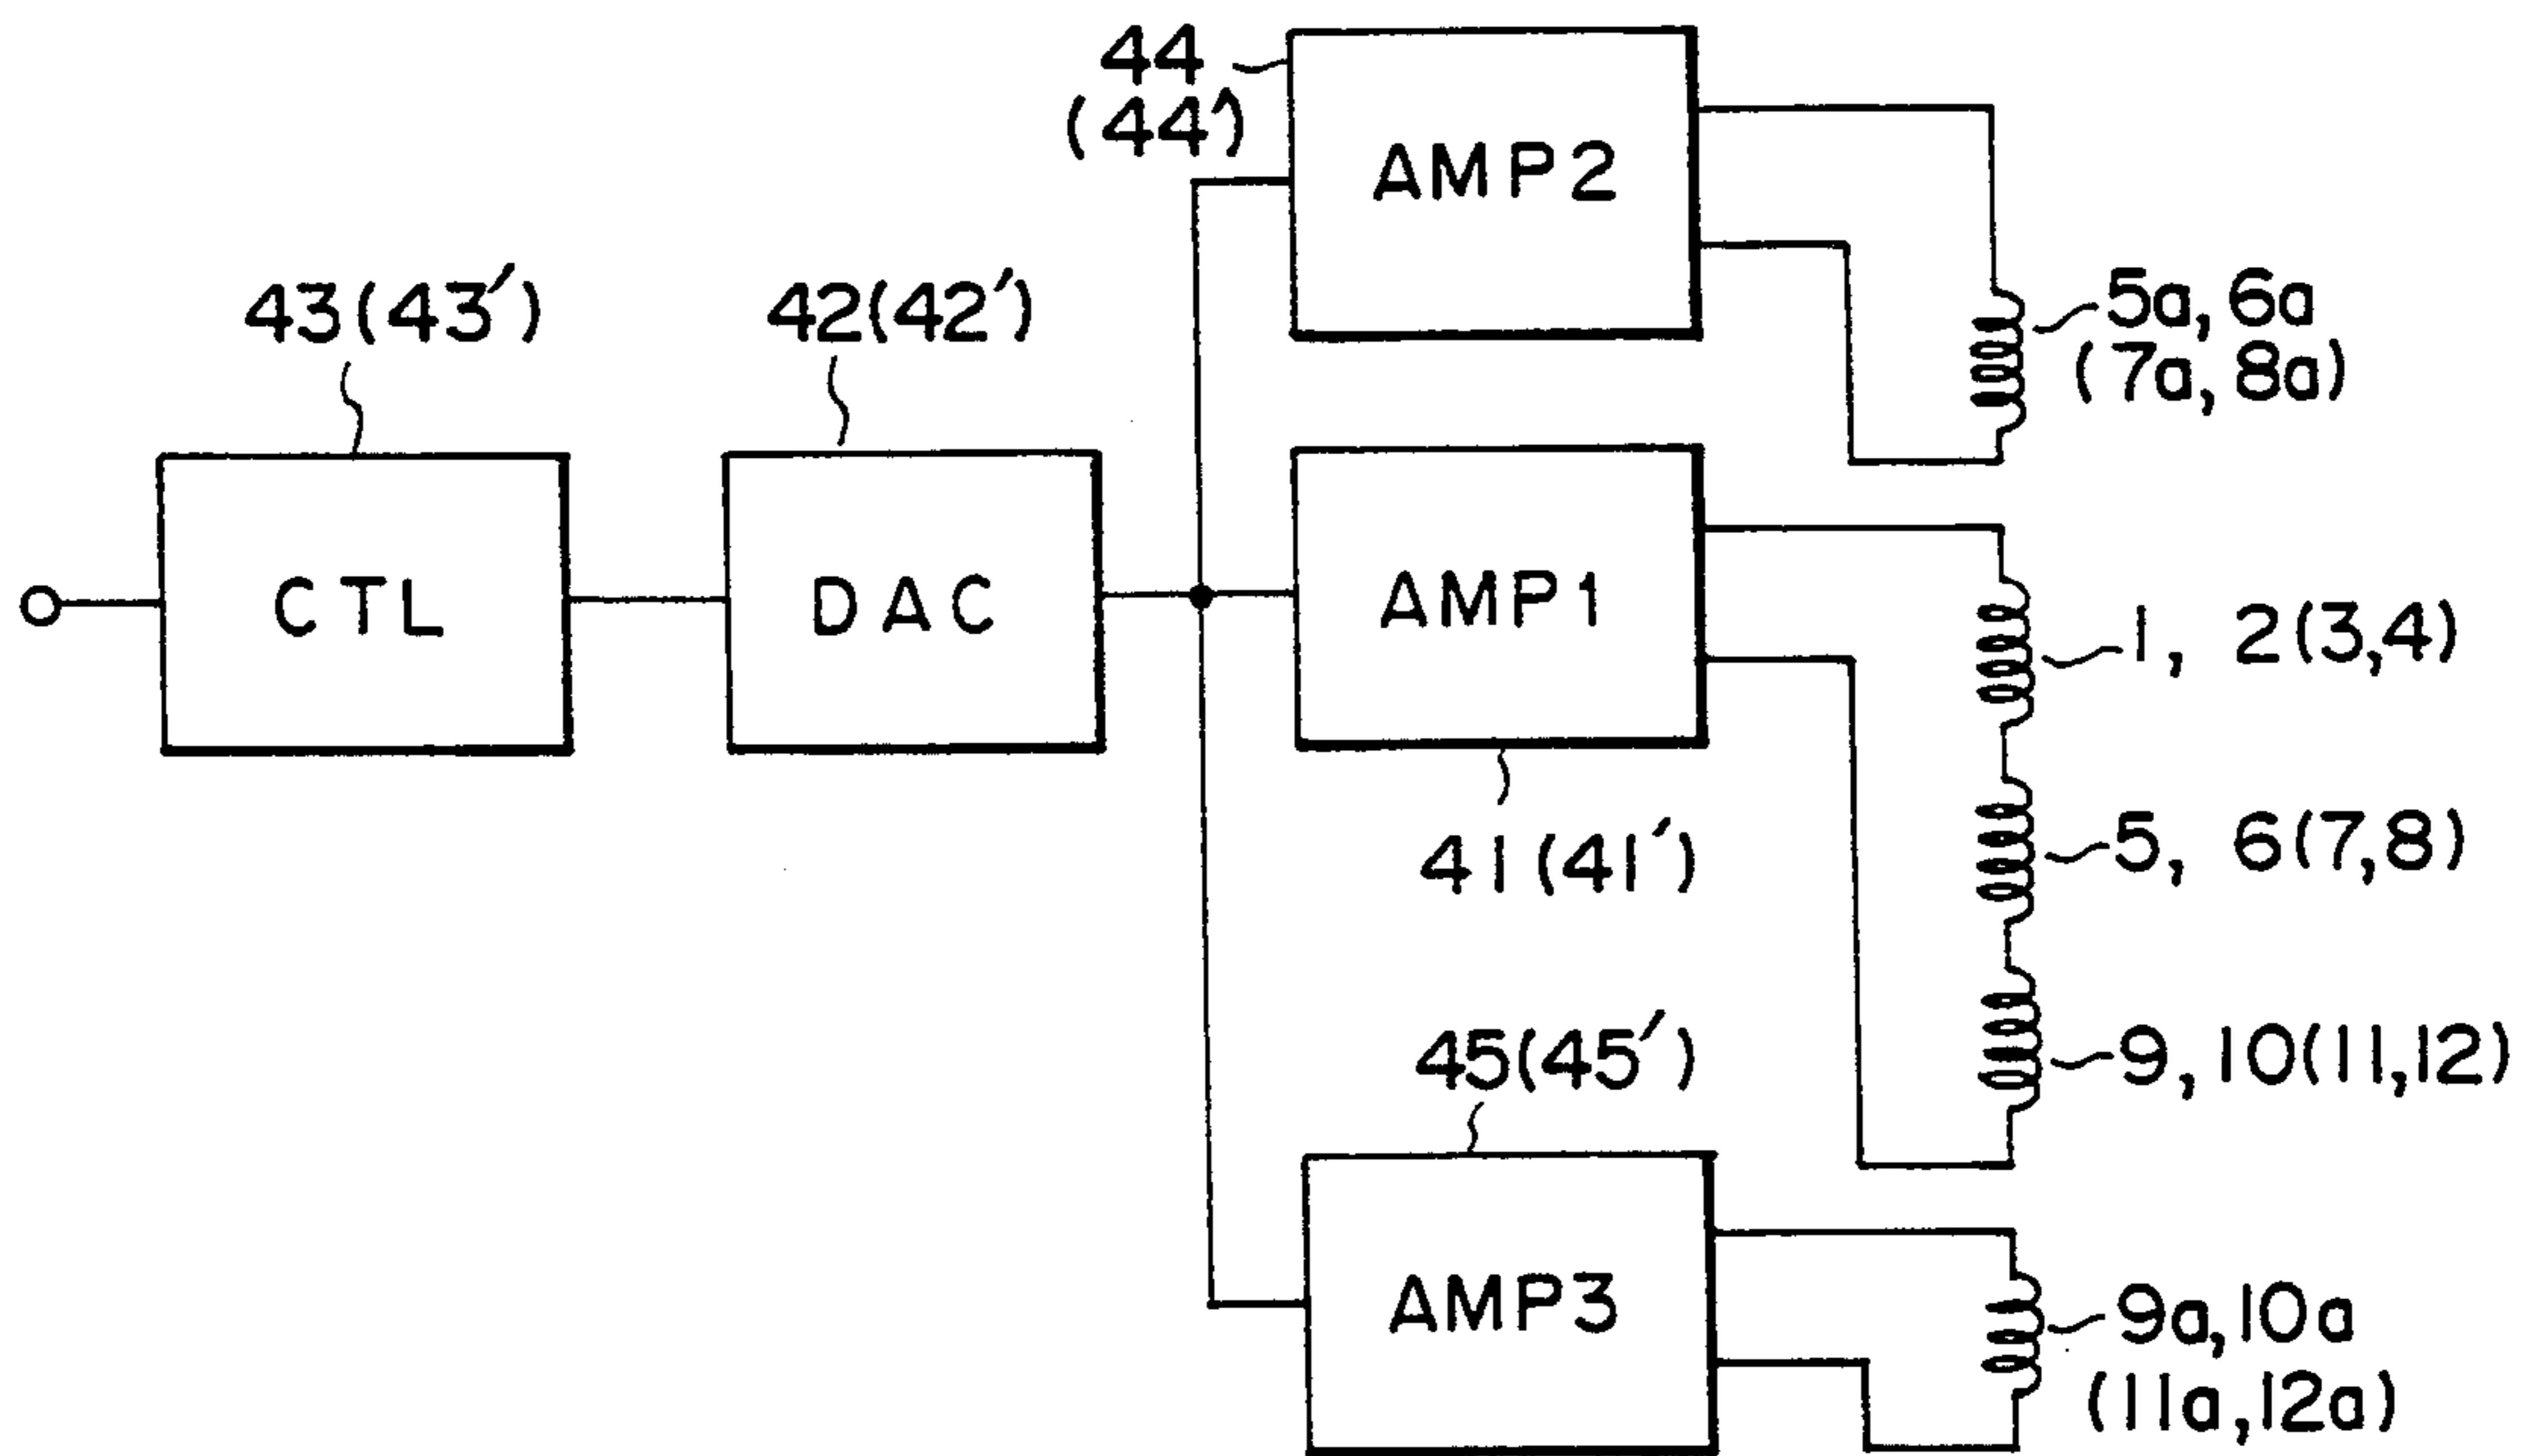 44
(44')
AMP2
5a, 6a
(7a, 8a)
43(43')
42(42')
CTL
DAC
AMP1
1, 2(3,4)
41(41')
5, 6(7,8)
9, 10(11,12)
45(45')
AMP3
9a, 10a
(11a, 12a)